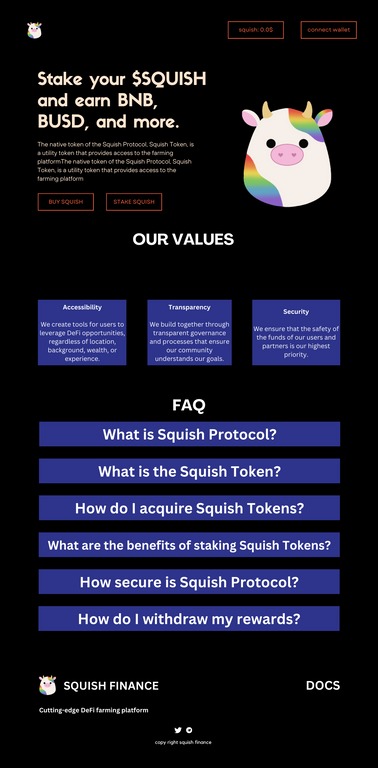 squish: 0.0$
connect wallet
Stake your $SQUISH
and earn BNB,
BUSD, and more.
The native token of the Squish Protocol, Squish Token, is
a utility token that provides access to the farming
platformThe native token of the Squish Protocol, Squish
Token, is a utility token that provides access to the
farming platform
BUY SQUISH
STAKE SQUISH
OUR VALUES
Accessibility
We create tools for users to
leverage DeFi opportunities,
regardless of location,
background, wealth, or
experience.
Transparency
We build together through
transparent governance
and processes that ensure
our community
understands our goals.
Security
We ensure that the safety of
the funds of our users and
partners is our highest
priority.
FAQ
What is Squish Protocol?
What is the Squish Token?
How do I acquire Squish Tokens?
What are the benefits of staking Squish Tokens?
How secure is Squish Protocol?
How do I withdraw my rewards?
SQUISH FINANCE
DOCS
Cutting-edge DeFi farming platform
copy right squish finance